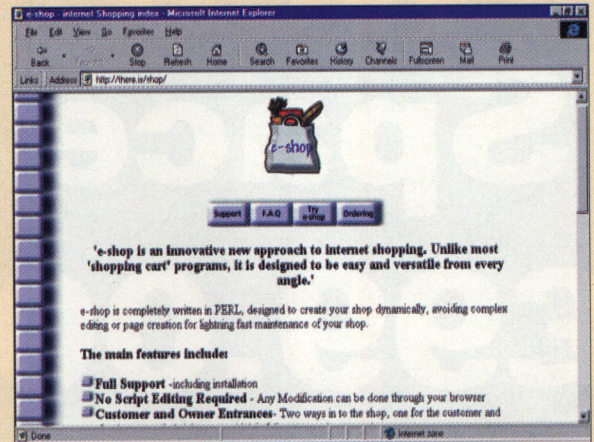 e-shop - internet Shopping index - Microsoft Internet Explorer
File Edit View Go Favorites Help
Back Forward Stop Refresh Home Search Favorites History Channels Fullscreen Mail Print
Links Address http://there.is/shop/
e-shop
Support F.A.Q Try e-shop Ordering
'e-shop is an innovative new approach to internet shopping. Unlike most
'shopping cart' programs, it is designed to be easy and versatile from every
angle.'
e-shop is completely written in PERL, designed to create your shop dynamically, avoiding complex
editing or page creation for lightning fast maintenance of your shop.
The main features include:
Full Support -including installation
No Script Editing Required - Any Modification can be done through your browser
Customer and Owner Entrances- Two ways in to the shop, one for the customer and
Done Internet zone